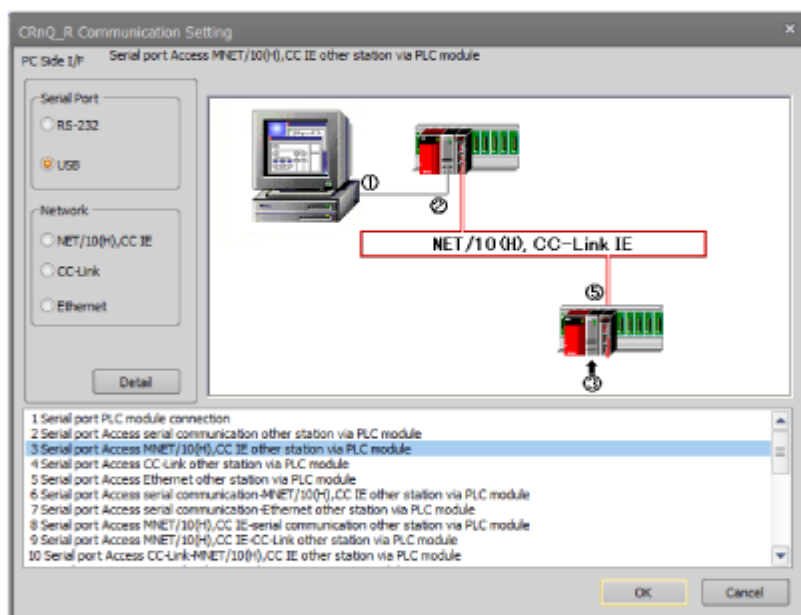 CRnQ_R Communication Setting
PC Side I/F Serial port Access MNET/10(H),CC IE other station via PLC module
Serial Port
RS-232
USB
Network
NET/10(H),CC IE
CC-Link
Ethernet
Detail
①
②
NET/10(H), CC-Link IE
⑤
③
1 Serial port PLC module connection
2 Serial port Access serial communication other station via PLC module
3 Serial port Access MNET/10(H),CC IE other station via PLC module
4 Serial port Access CC-Link other station via PLC module
5 Serial port Access Ethernet other station via PLC module
6 Serial port Access serial communication-MNET/10(H),CC IE other station via PLC module
7 Serial port Access serial communication-Ethernet other station via PLC module
8 Serial port Access MNET/10(H),CC IE-serial communication other station via PLC module
9 Serial port Access MNET/10(H),CC IE-CC-Link other station via PLC module
10 Serial port Access CC-Link-MNET/10(H),CC IE other station via PLC module
OK Cancel